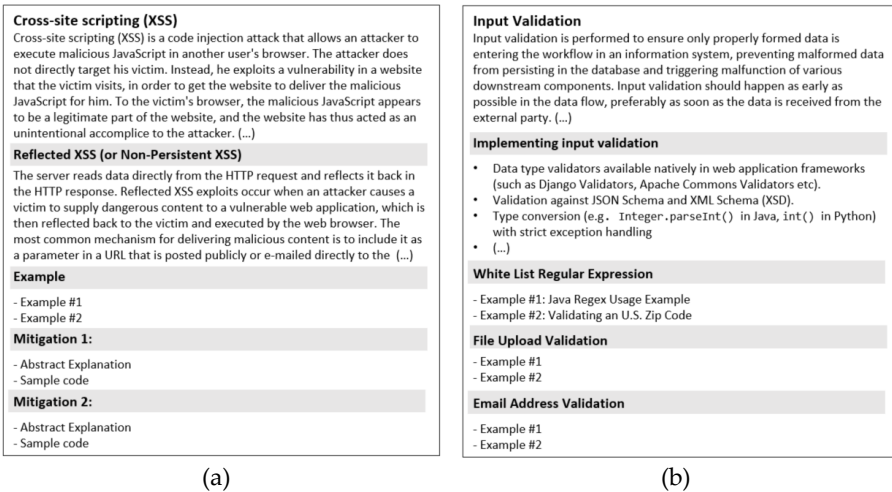 Cross-site scripting (XSS)
Cross-site scripting (XSS) is a code injection attack that allows an attacker to
execute malicious JavaScript in another user's browser. The attacker does
not directly target his victim. Instead, he exploits a vulnerability in a website
that the victim visits, in order to get the website to deliver the malicious
JavaScript for him. To the victim's browser, the malicious JavaScript appears
to be a legitimate part of the website, and the website has thus acted as an
unintentional accomplice to the attacker. (...)
Reflected XSS (or Non-Persistent XSS)
The server reads data directly from the HTTP request and reflects it back in
the HTTP response. Reflected XSS exploits occur when an attacker causes a
victim to supply dangerous content to a vulnerable web application, which is
then reflected back to the victim and executed by the web browser. The
most common mechanism for delivering malicious content is to include it as
a parameter in a URL that is posted publicly or e-mailed directly to the (...)
Example
- Example #1
- Example #2
Mitigation 1:
- Abstract Explanation
- Sample code
Mitigation 2:
- Abstract Explanation
- Sample code
(a)
Input Validation
Input validation is performed to ensure only properly formed data is
entering the workflow in an information system, preventing malformed data
from persisting in the database and triggering malfunction of various
downstream components. Input validation should happen as early as
possible in the data flow, preferably as soon as the data is received from the
external party. (...)
Implementing input validation
• Data type validators available natively in web application frameworks
(such as Django Validators, Apache Commons Validators etc).
• Validation against JSON Schema and XML Schema (XSD).
• Type conversion (e.g. Integer.parseInt() in Java, int() in Python)
with strict exception handling
• (...)
White List Regular Expression
- Example #1: Java Regex Usage Example
- Example #2: Validating an U.S. Zip Code
File Upload Validation
- Example #1
- Example #2
Email Address Validation
- Example #1
- Example #2
(b)